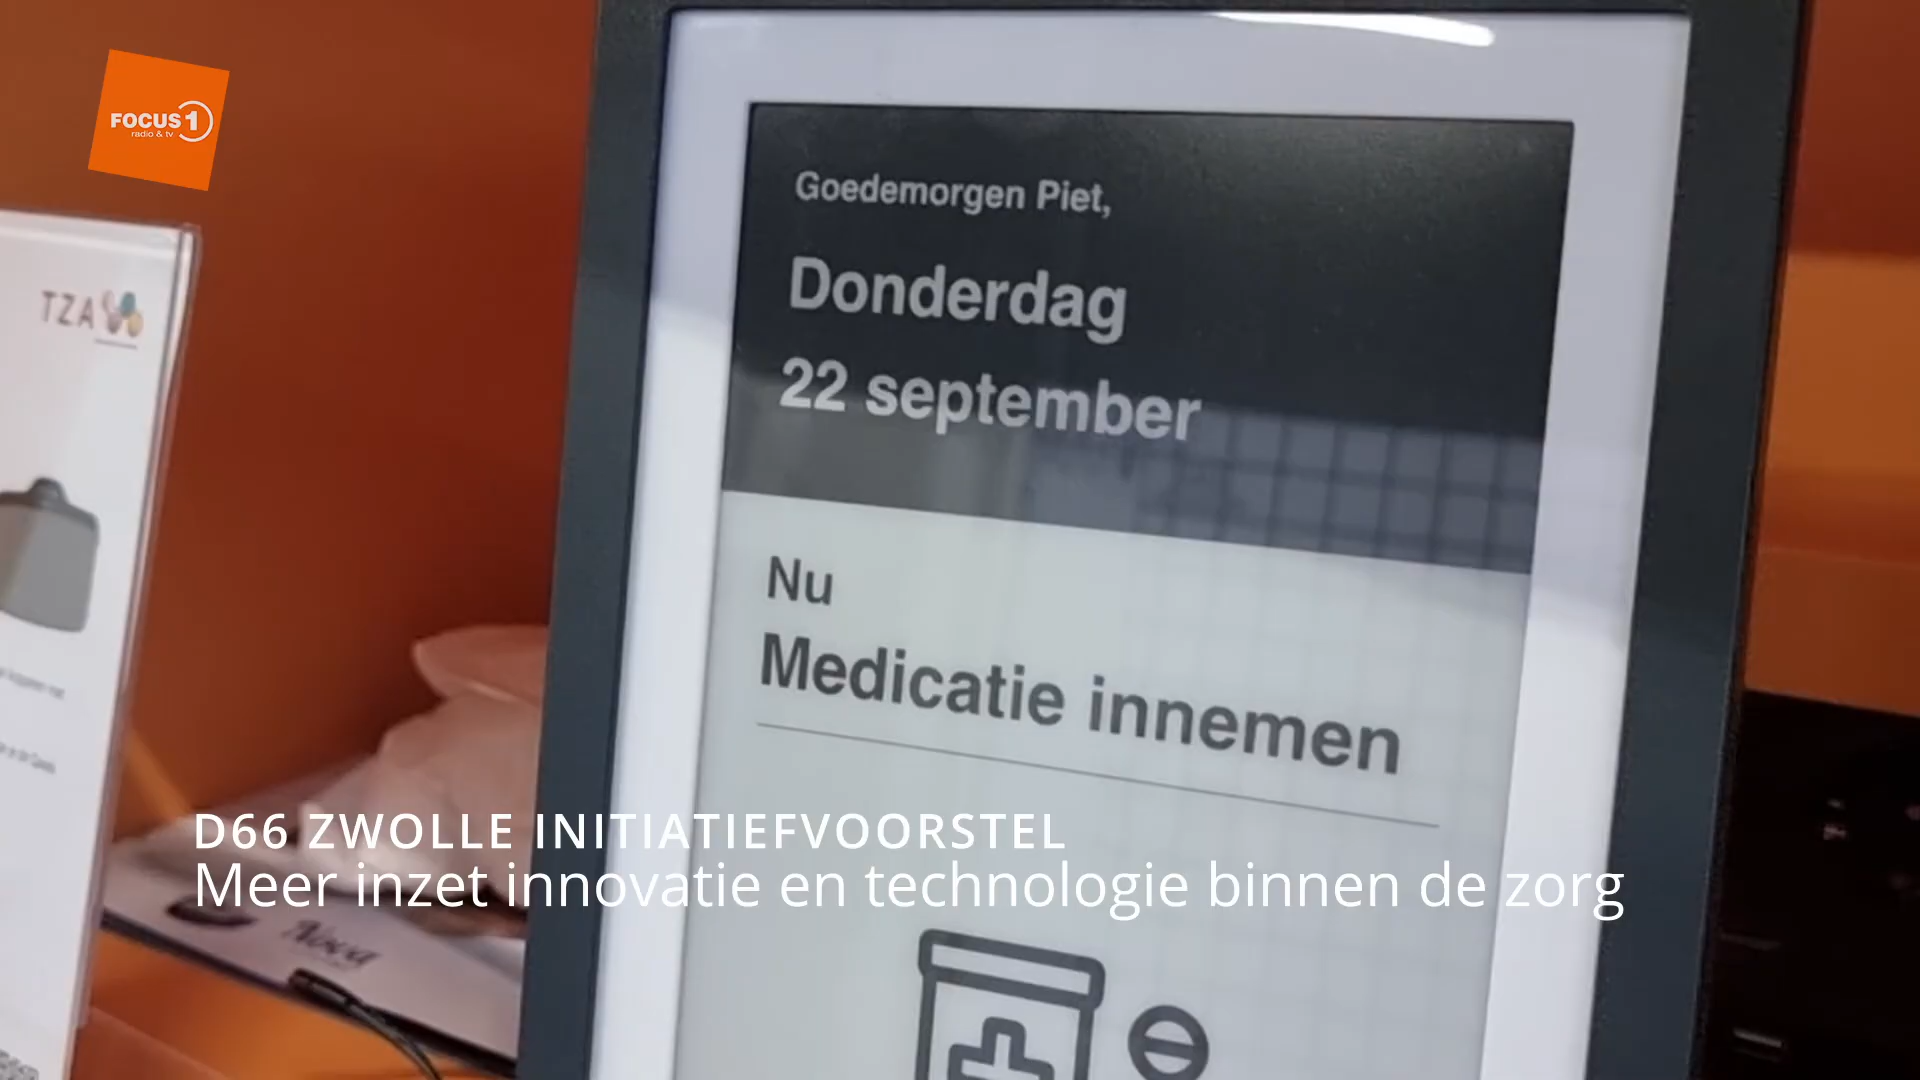 FOCUS 1
radio & tv
TZA
Goedemorgen Piet,
Donderdag
22 september
Nu
Medicatie innemen
D66 ZWOLLE INITIATIEFVOORSTEL
Meer inzet innovatie en technologie binnen de zorg
Nova